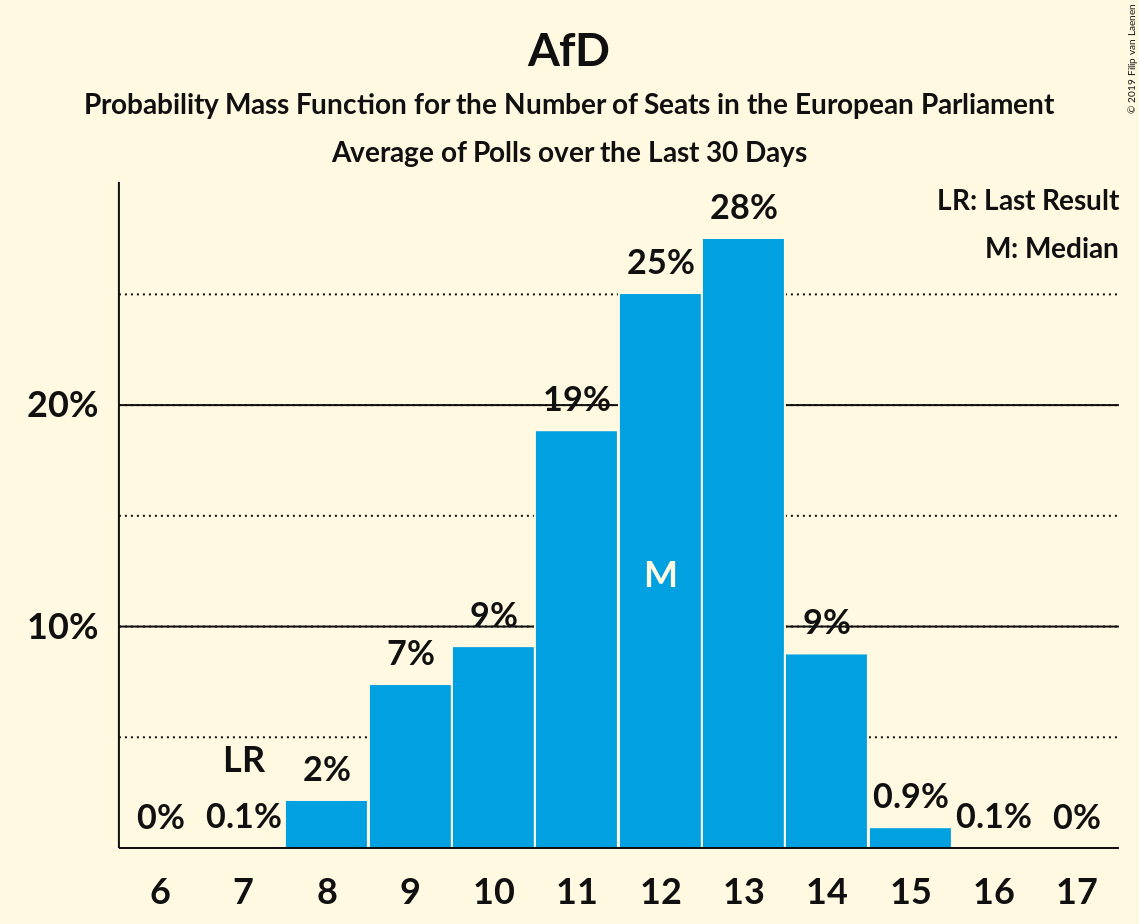 AfD
Probability Mass Function for the Number of Seats in the European Parliament
Average of Polls over the Last 30 Days
© 2019 Filip van Laenen
LR: Last Result
M: Median
28%
25%
20%
19%
M
10%
9%
9%
7%
LR
2%
0%
0.1%
0.9%
0.1%
0%
6 7 8 9 10 11 12 13 14 15 16 17